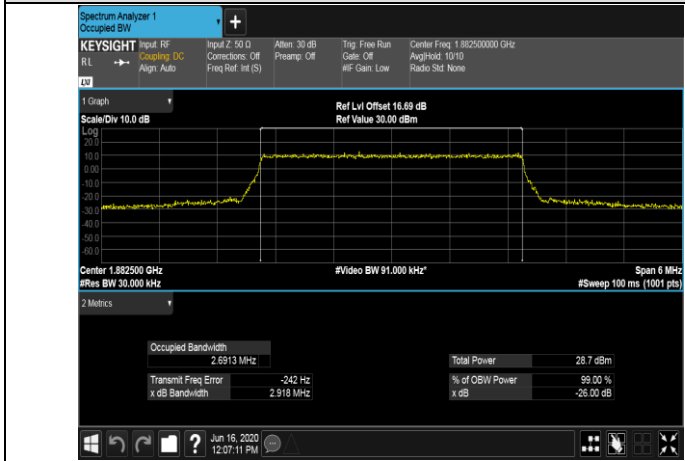 Spectrum Analyzer 1
Occupied BW
+
KEYSIGHT Input: RF Input Z: 50 Ω Atten: 30 dB Trig: Free Run Center Freq: 1.882500000 GHz
RL Coupling: DC Corrections: Off Preamp: Off Gate: Off Avg|Hold: 10/10
Align: Auto Freq Ref: Int (S) #IF Gain: Low Radio Std: None
LXI
1 Graph
Ref Lvl Offset 16.69 dB
Scale/Div 10.0 dB Ref Value 30.00 dBm
Log
20.0
10.0
0.00
-10.0
-20.0
-30.0
-40.0
-50.0
-60.0
Center 1.882500 GHz #Video BW 91.000 kHz* Span 6 MHz
#Res BW 30.000 kHz #Sweep 100 ms (1001 pts)
2 Metrics
Occupied Bandwidth
2.6913 MHz Total Power 28.7 dBm
Transmit Freq Error -242 Hz % of OBW Power 99.00 %
x dB Bandwidth 2.918 MHz x dB -26.00 dB
? Jun 16, 2020
12:07:11 PM